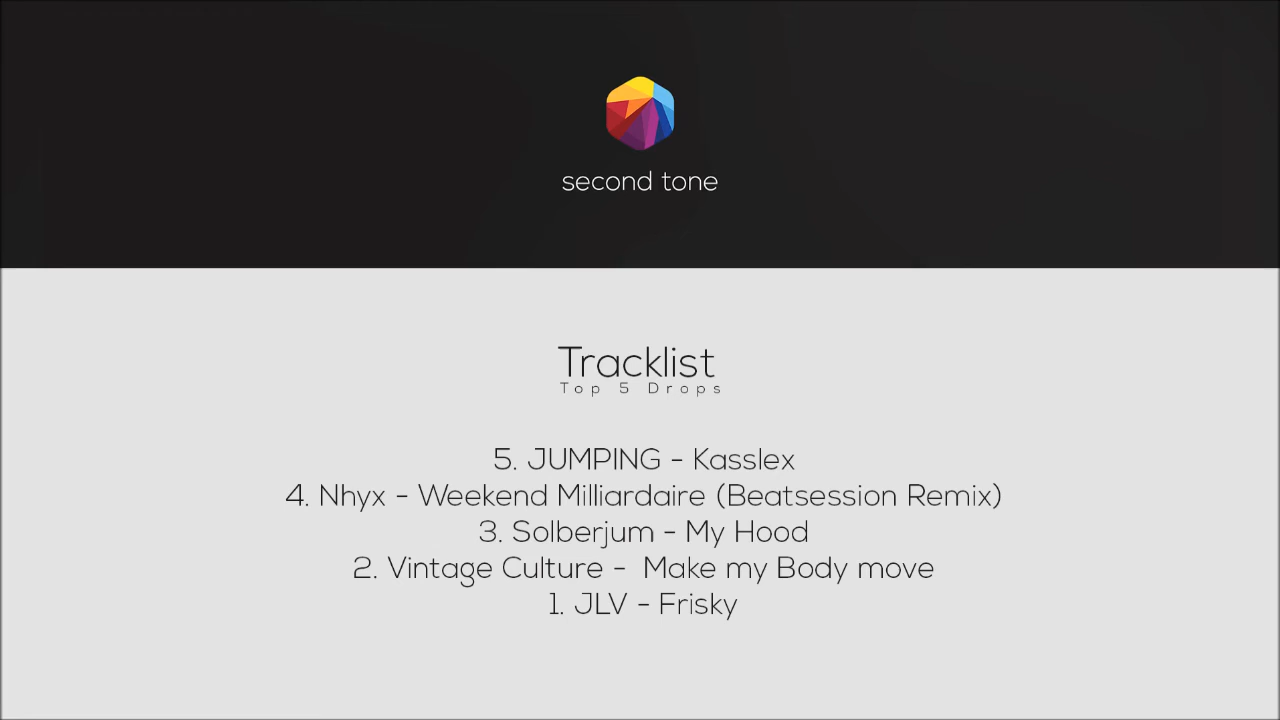 second tone
Tracklist
Top 5 Drops
5. JUMPING - Kasslex
4. Nhyx - Weekend Milliardaire (Beatsession Remix)
3. Solberjum - My Hood
2. Vintage Culture - Make my Body move
1. JLV - Frisky